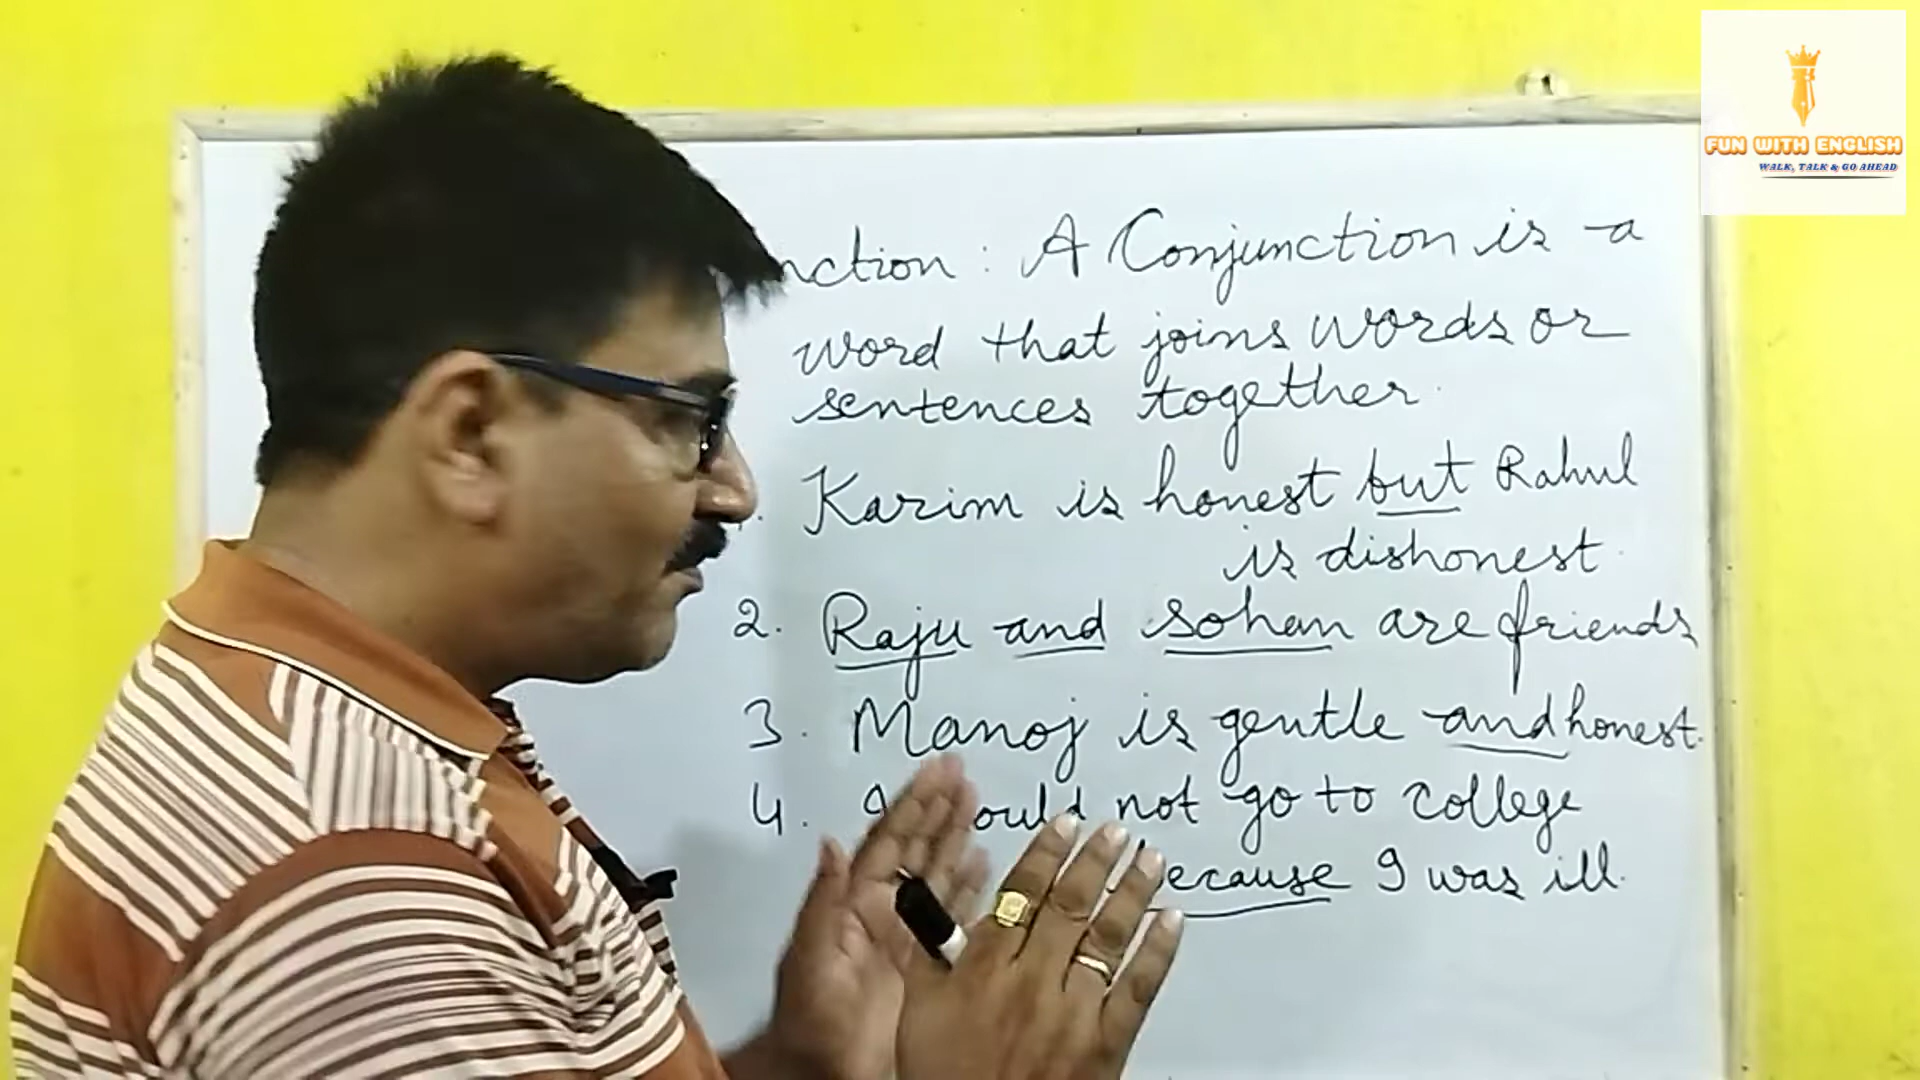 FUN WITH ENGLISH
WALK, TALK & GO AHEAD
nction : A Conjunction is a
word that joins words or
sentences together.
Karim is honest but Rahul
is dishonest.
2. Raju and sohan are friends
3. Manoj is gentle and honest.
4. I ould not go to college
because I was ill.